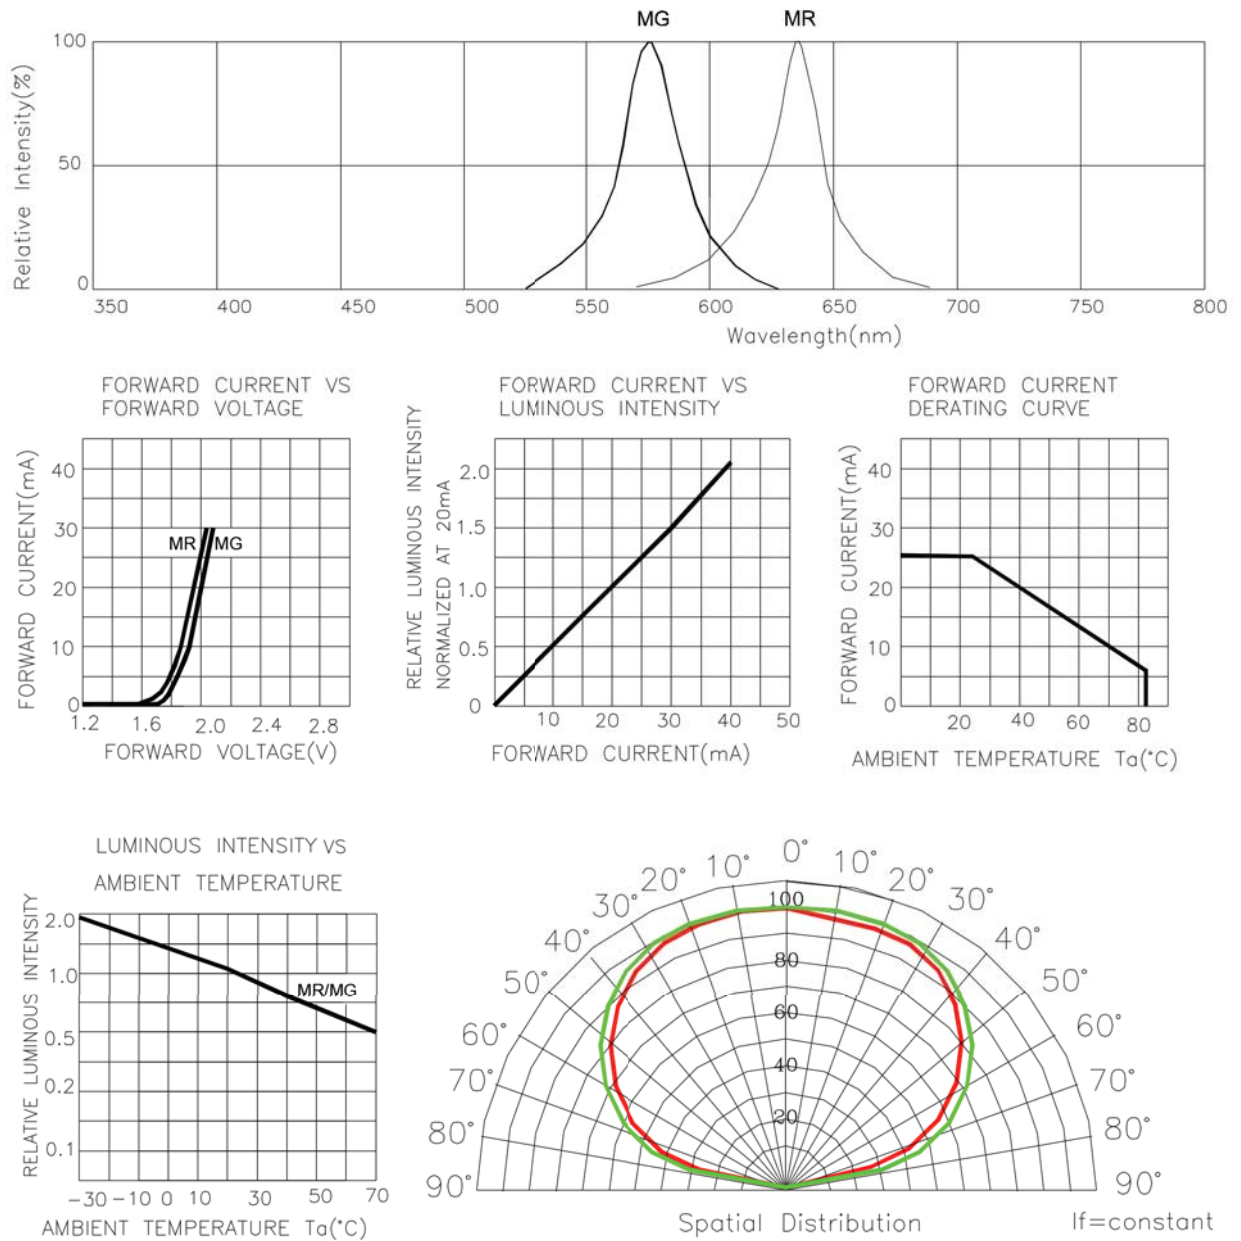 MG MR
100
50
0
Relative Intensity(%)
350 400 450 500 550 600 650 700 750 800
Wavelength(nm)
FORWARD CURRENT VS
FORWARD VOLTAGE
40
30
20
10
0
FORWARD CURRENT(mA)
MR MG
1.2 1.6 2.0 2.4 2.8
FORWARD VOLTAGE(V)
FORWARD CURRENT VS
LUMINOUS INTENSITY
RELATIVE LUMINOUS INTENSITY
NORMALIZED AT 20mA
2.0
1.5
1.0
0.5
0
10 20 30 40 50
FORWARD CURRENT(mA)
FORWARD CURRENT
DERATING CURVE
FORWARD CURRENT(mA)
40
30
20
10
0
20 40 60 80
AMBIENT TEMPERATURE Ta(°C)
LUMINOUS INTENSITY VS
AMBIENT TEMPERATURE
RELATIVE LUMINOUS INTENSITY
2.0
1.0
0.5
0.2
0.1
MR/MG
-30 -10 0 10 30 50 70
AMBIENT TEMPERATURE Ta(°C)
90° 80° 70° 60° 50° 40° 30° 20° 10° 0° 10° 20° 30° 40° 50° 60° 70° 80° 90°
100
80
60
40
20
Spatial Distribution
If=constant